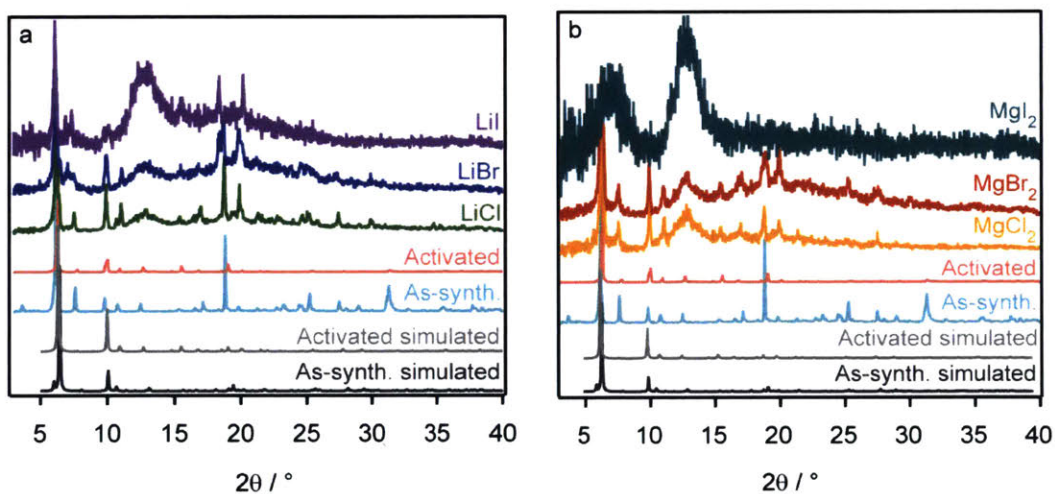 a
LiI
LiBr
LiCl
Activated
As-synth.
Activated simulated
As-synth. simulated
5 10 15 20 25 30 35 40
2θ / °
b
MgI2
MgBr2
MgCl2
Activated
As-synth.
Activated simulated
As-synth. simulated
5 10 15 20 25 30 35 40
2θ / °